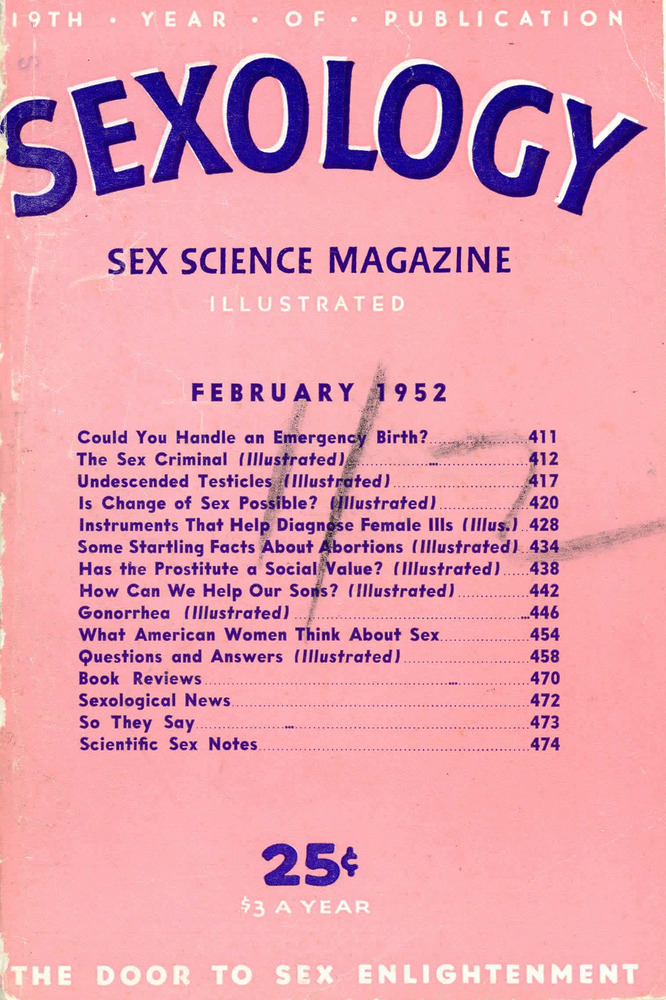 19TH · YEAR · OF · PUBLICATION
SEXOLOGY
SEX SCIENCE MAGAZINE
ILLUSTRATED
FEBRUARY 1952
Could You Handle an Emergency Birth?..........411
The Sex Criminal (Illustrated)..........412
Undescended Testicles (Illustrated)..........417
Is Change of Sex Possible? (Illustrated)..........420
Instruments That Help Diagnose Female Ills (Illus.)..428
Some Startling Facts About Abortions (Illustrated)..434
Has the Prostitute a Social Value? (Illustrated)......438
How Can We Help Our Sons? (Illustrated)..........442
Gonorrhea (Illustrated)..........446
What American Women Think About Sex..........454
Questions and Answers (Illustrated)..........458
Book Reviews..........470
Sexological News..........472
So They Say..........473
Scientific Sex Notes..........474
25¢
$3 A YEAR
THE DOOR TO SEX ENLIGHTENMENT